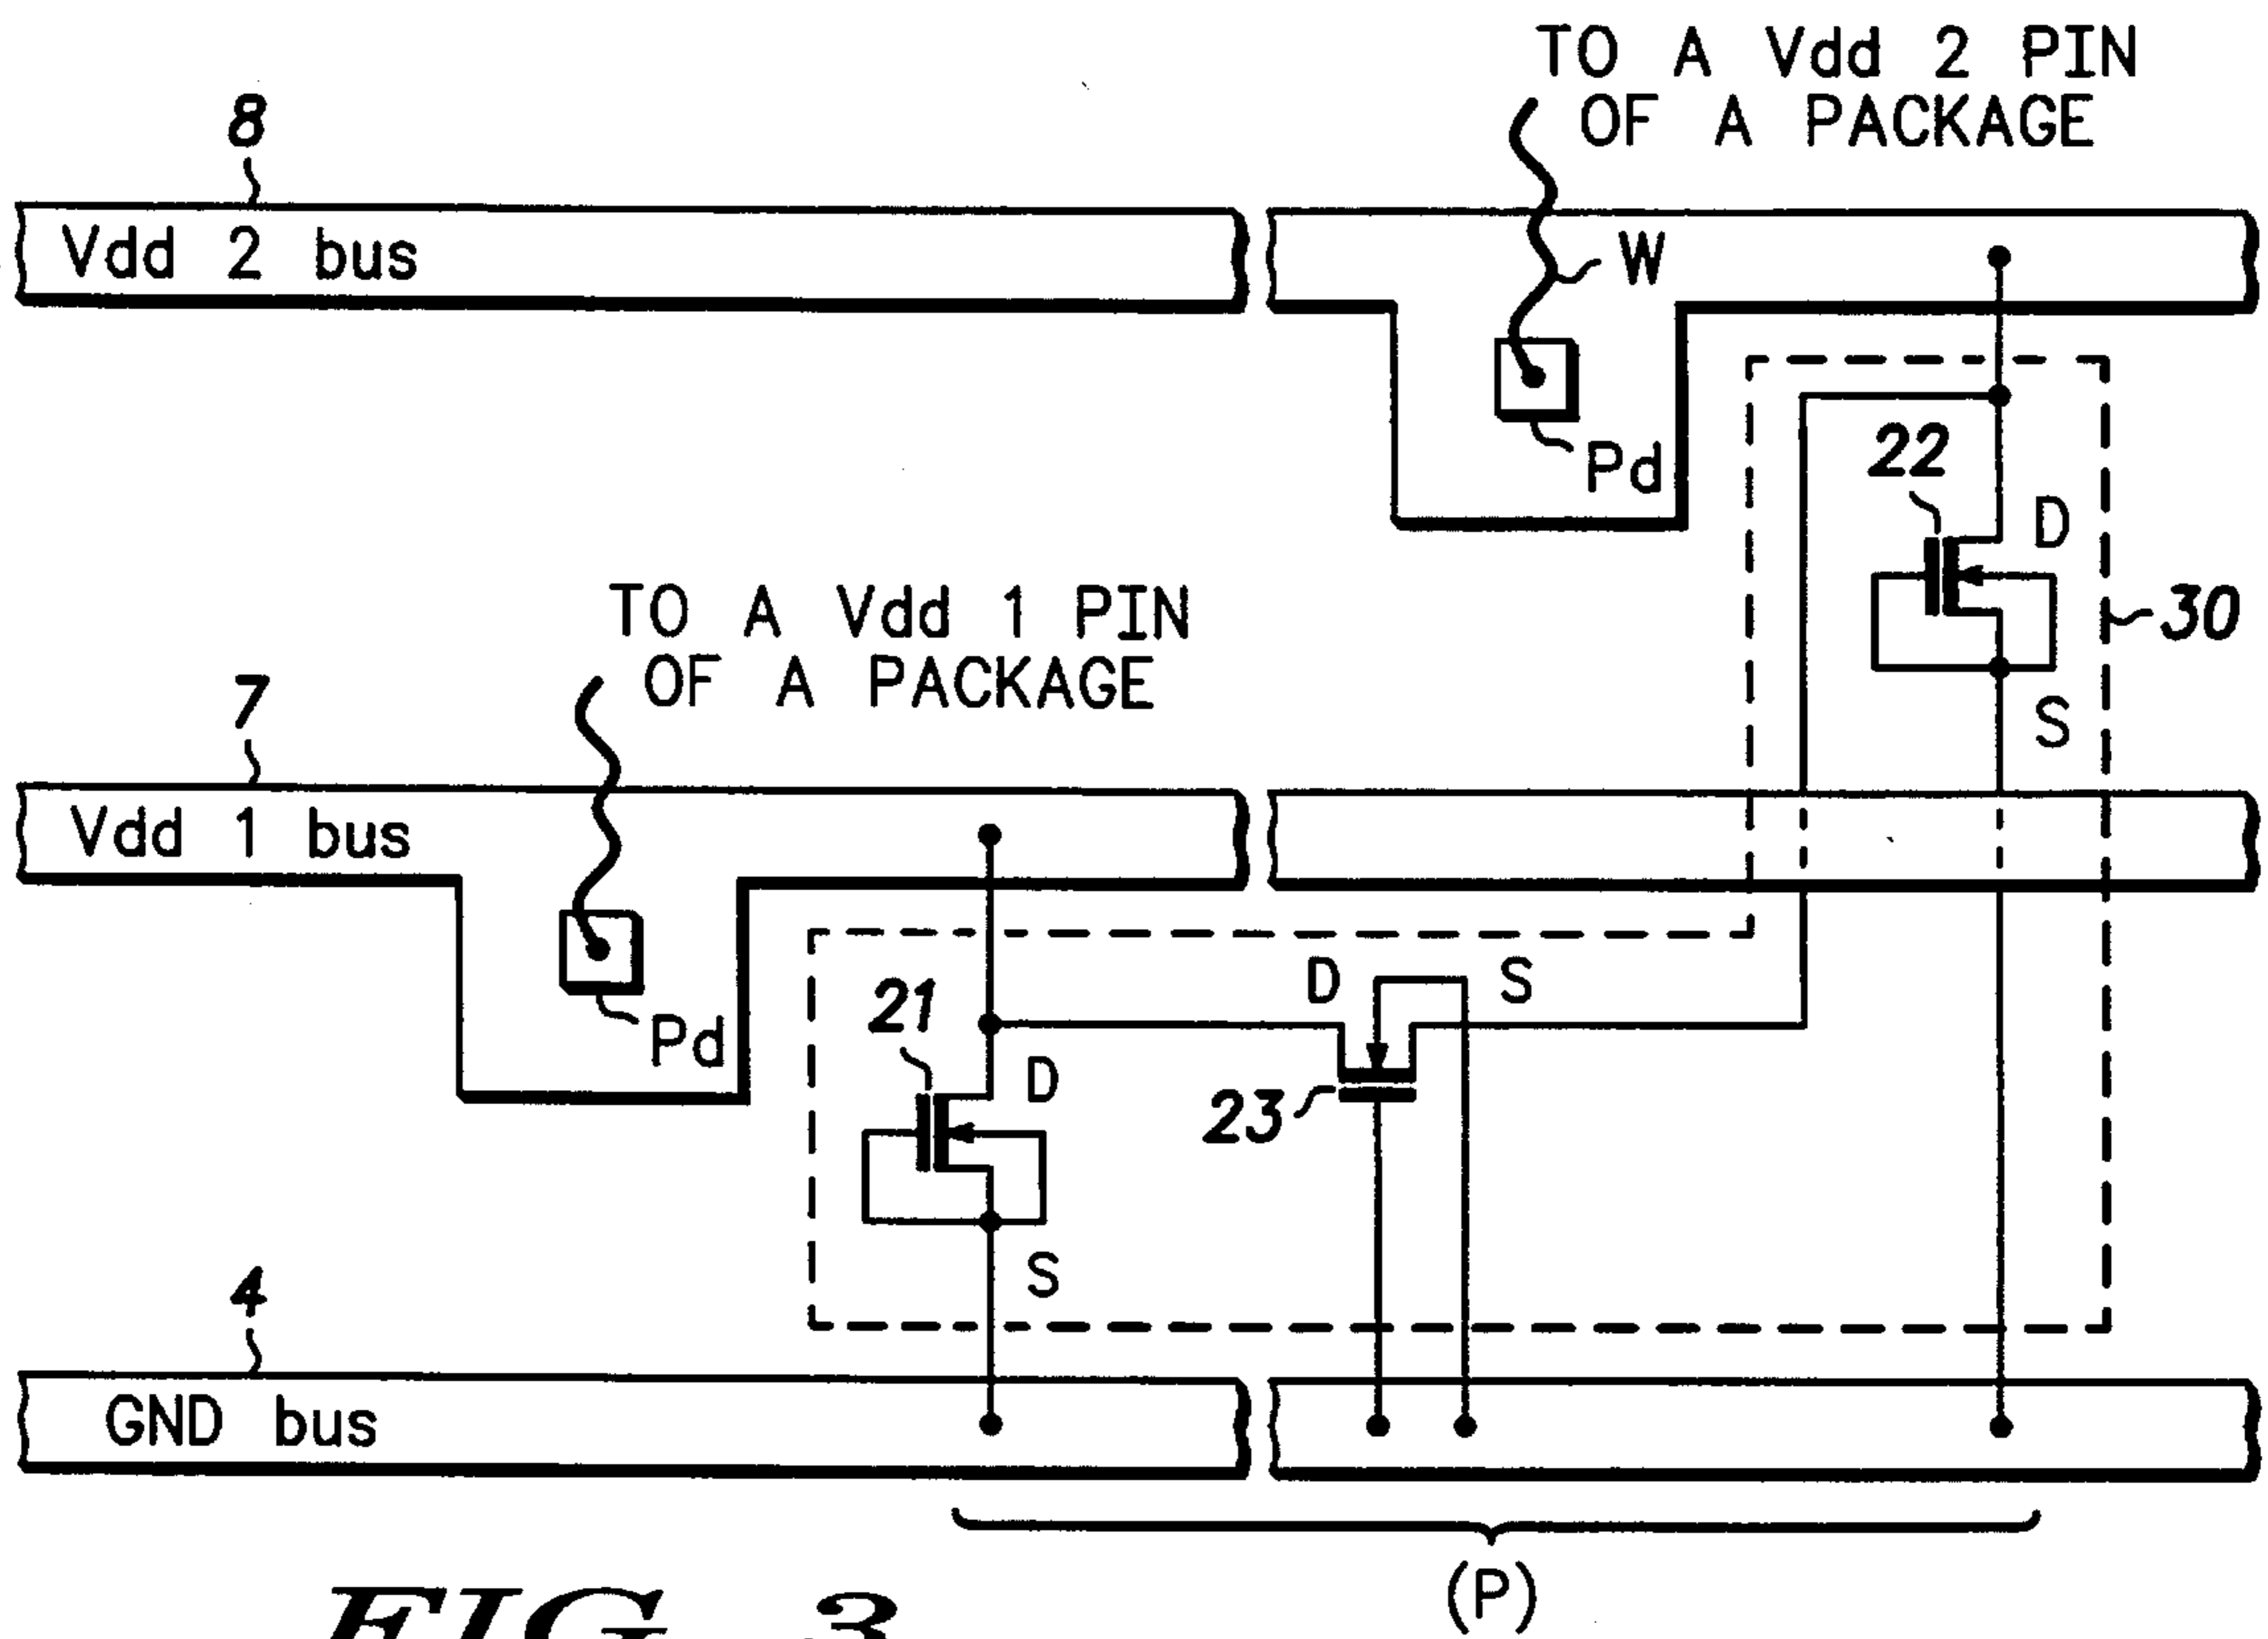 TO A Vdd 2 PIN
OF A PACKAGE
8
Vdd 2 bus
W
Pd
22
D
30
S
TO A Vdd 1 PIN
OF A PACKAGE
7
Vdd 1 bus
Pd
21
D
S
D
S
23
4
GND bus
(P)
FIG. 3